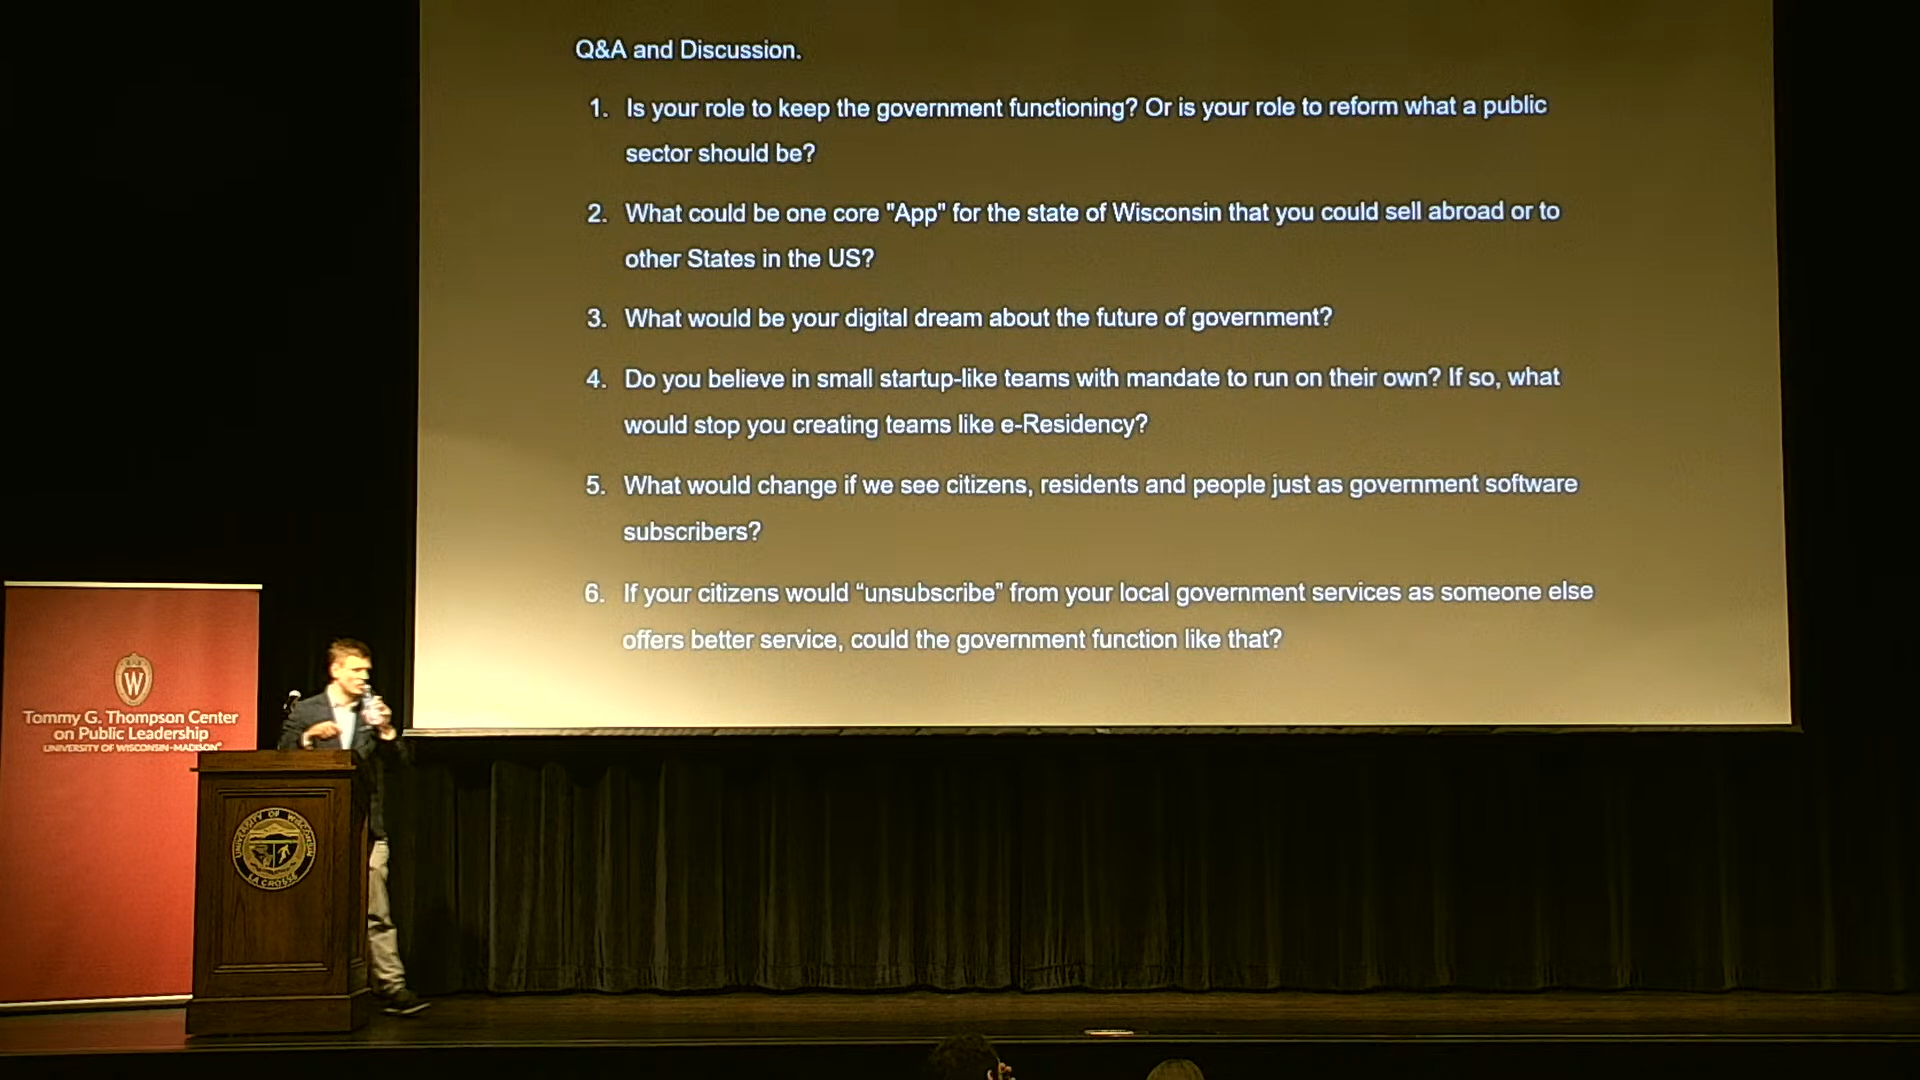 Q&A and Discussion.
1. Is your role to keep the government functioning? Or is your role to reform what a public
sector should be?
2. What could be one core "App" for the state of Wisconsin that you could sell abroad or to
other States in the US?
3. What would be your digital dream about the future of government?
4. Do you believe in small startup-like teams with mandate to run on their own? If so, what
would stop you creating teams like e-Residency?
5. What would change if we see citizens, residents and people just as government software
subscribers?
6. If your citizens would “unsubscribe” from your local government services as someone else
offers better service, could the government function like that?
W
Tommy G. Thompson Center
on Public Leadership
UNIVERSITY OF WISCONSIN-MADISON
UNIVERSITY OF WISCONSIN
LA CROSSE